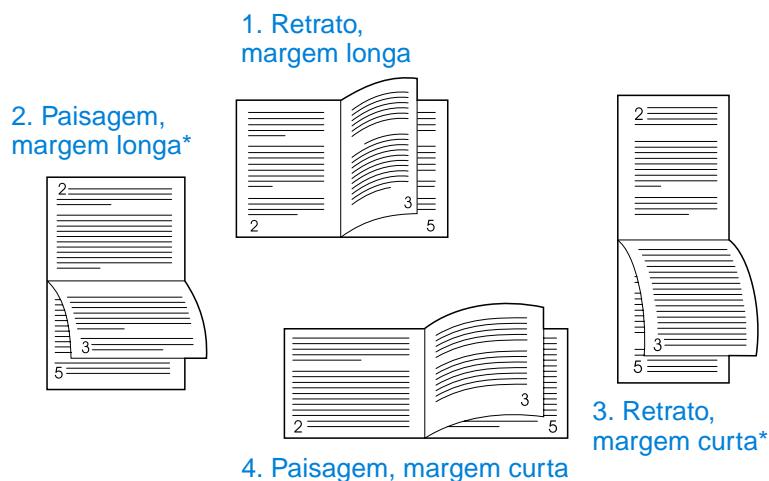 1. Retrato,
margem longa
2. Paisagem,
margem longa*
2
3
5
2
3
5
2
3
5
2
3
5
3. Retrato,
margem curta*
4. Paisagem, margem curta